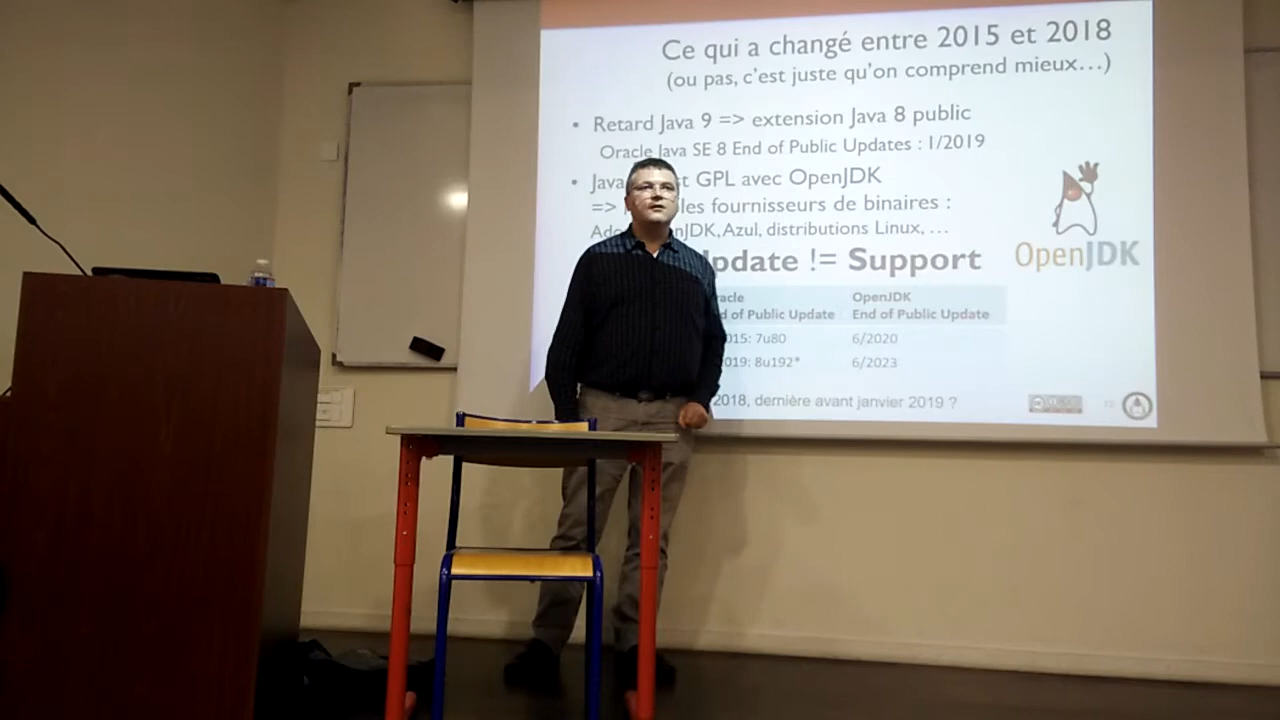 Ce qui a changé entre 2015 et 2018
(ou pas, c'est juste qu'on comprend mieux…)
• Retard Java 9 => extension Java 8 public
Oracle Java SE 8 End of Public Updates : 1/2019
• Java GPL avec OpenJDK
=> les fournisseurs de binaires :
Azul, distributions Linux, …
!= Support
OpenJDK
OpenJDK
of Public Update End of Public Update
7u80 6/2020
8u192* 6/2023
2018, dernière avant janvier 2019 ?